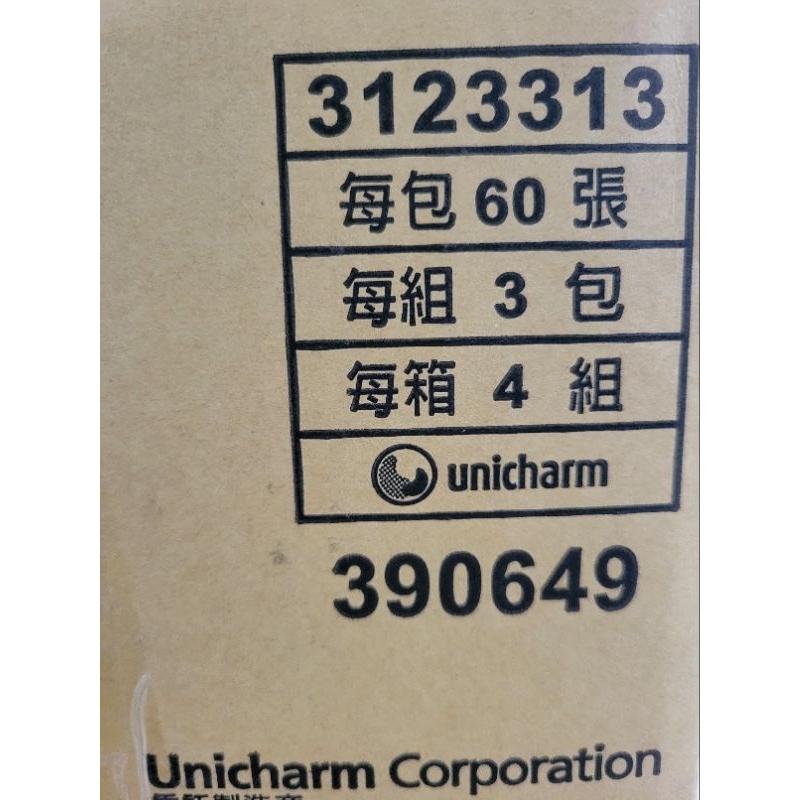 3123313
每包 60 張
每組 3 包
每箱 4 組
unicharm
390649
Unicharm Corporation